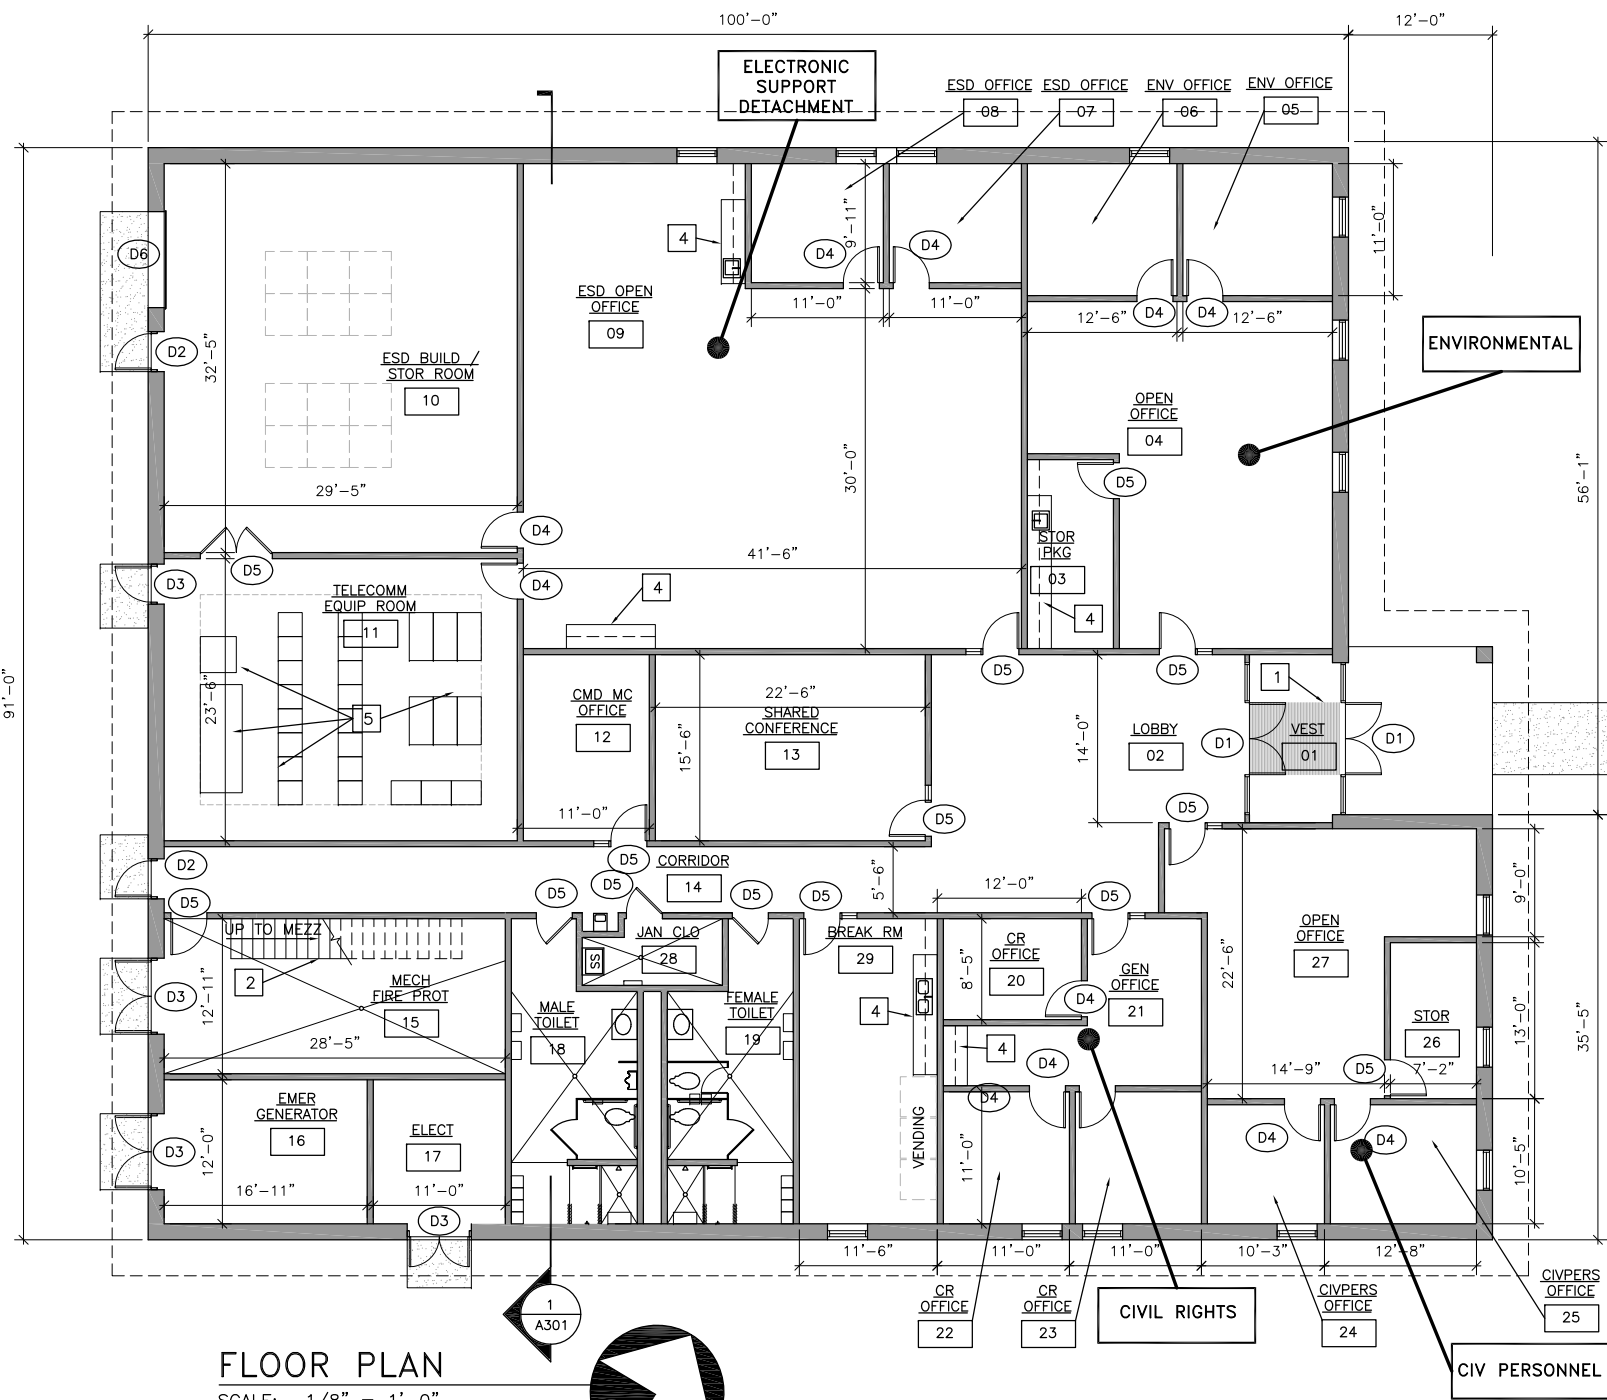 100'-0"
12'-0"
ELECTRONIC
SUPPORT
DETACHMENT
ESD OFFICE
08
ESD OFFICE
07
ENV OFFICE
06
ENV OFFICE
05
D6
4
D4
9'-11"
D4
11'-0"
ESD OPEN
OFFICE
09
11'-0"
11'-0"
12'-6"
D4
D4
12'-6"
ENVIRONMENTAL
D2
32'-5"
ESD BUILD /
STOR ROOM
10
OPEN
OFFICE
04
29'-5"
30'-0"
D5
56'-1"
D4
41'-6"
STOR
PKG
03
D5
D3
D4
4
4
TELECOMM
EQUIP ROOM
11
91'-0"
23'-6"
5
CMD MC
OFFICE
12
22'-6"
SHARED
CONFERENCE
13
15'-6"
D5
D5
1
14'-0"
LOBBY
02
D1
VEST
01
D1
11'-0"
D5
D5
D2
D5
CORRIDOR
14
5'-6"
D5
D5
D5
D5
D5
12'-0"
D5
9'-0"
UP TO MEZZ
2
12'-11"
MECH
FIRE PROT
15
28'-5"
D3
JAN CLO
28
SS
BREAK RM
29
4
CR
OFFICE
20
8'-5"
D4
GEN
OFFICE
21
22'-6"
OPEN
OFFICE
27
STOR
26
13'-0"
35'-5"
MALE
TOILET
18
FEMALE
TOILET
19
4
D4
D4
14'-9"
D5
7'-2"
EMER
GENERATOR
16
ELECT
17
D3
12'-0"
VENDING
11'-0"
D4
D4
10'-5"
16'-11"
11'-0"
D3
11'-6"
11'-0"
11'-0"
10'-3"
12'-8"
1
A301
CR
OFFICE
22
CR
OFFICE
23
CIVIL RIGHTS
CIVPERS
OFFICE
24
CIVPERS
OFFICE
25
CIV PERSONNEL
FLOOR PLAN
SCALE: 1/8" = 1'-0"